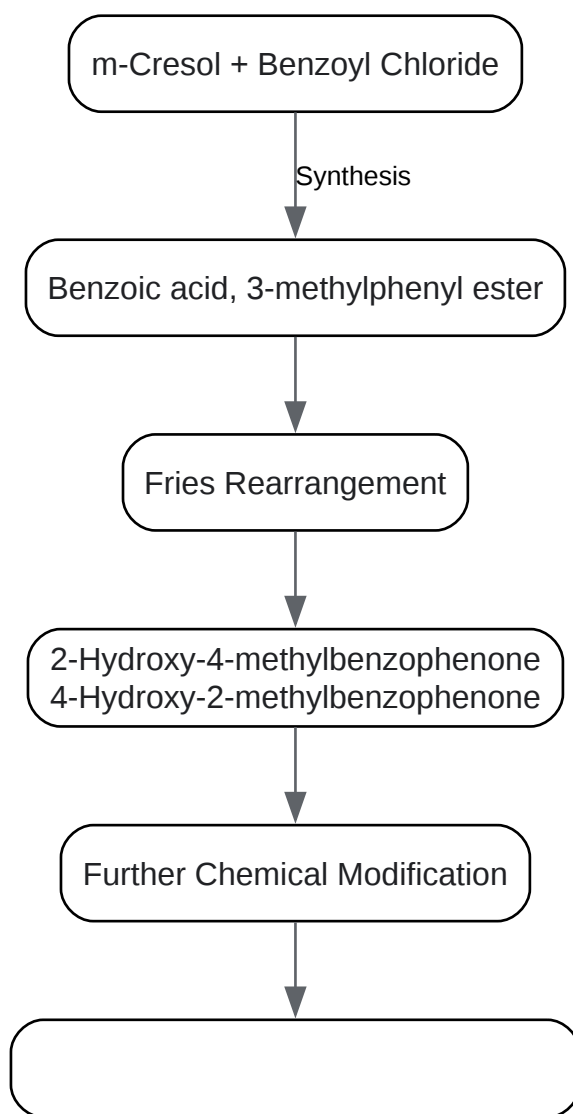 m-Cresol + Benzoyl Chloride
Synthesis
Benzoic acid, 3-methylphenyl ester
Fries Rearrangement
2-Hydroxy-4-methylbenzophenone
4-Hydroxy-2-methylbenzophenone
Further Chemical Modification